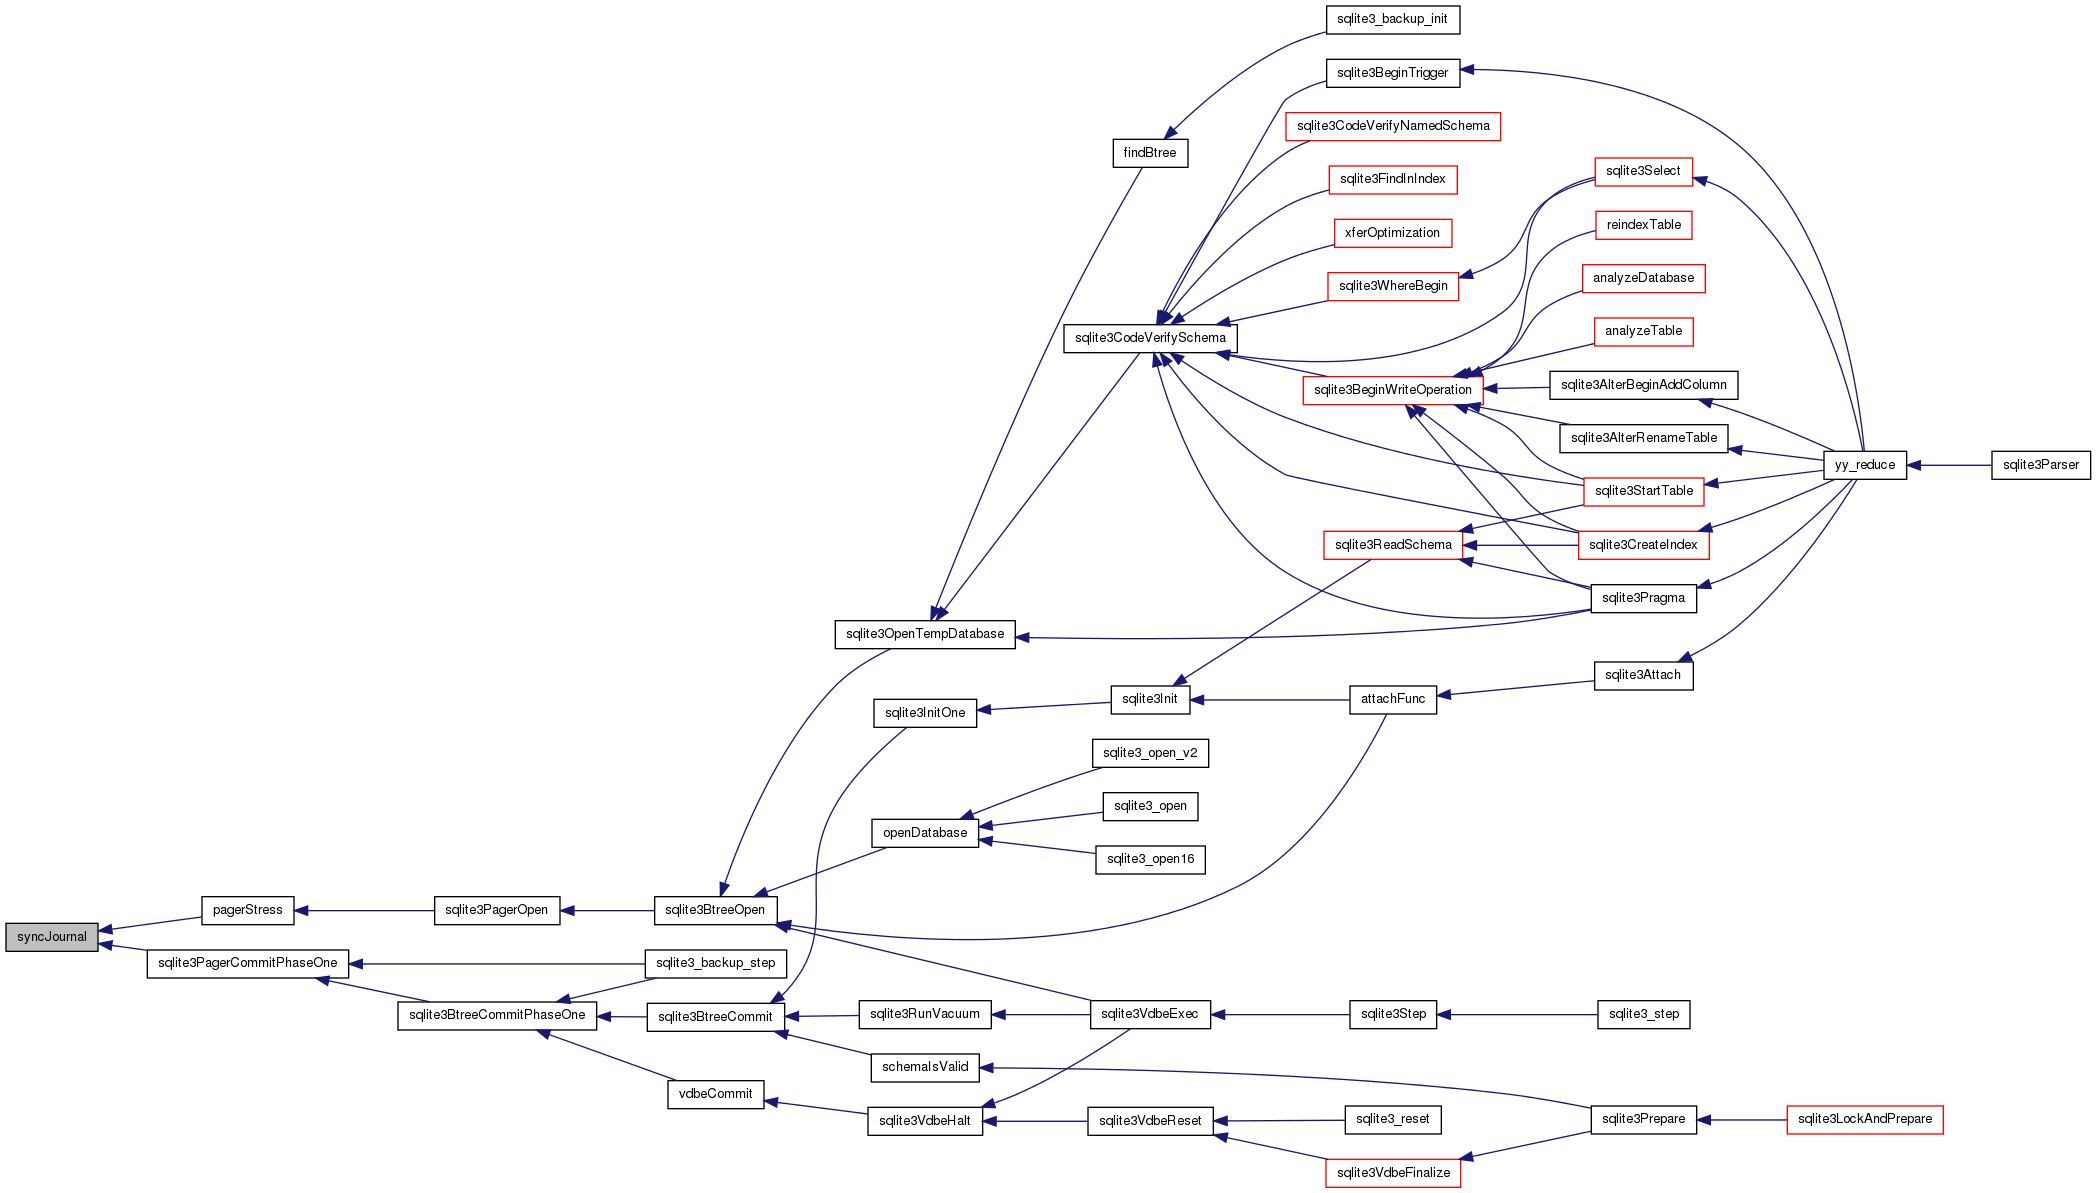 sqlite3_backup_init
sqlite3BeginTrigger
sqlite3CodeVerifyNamedSchema
findBtree
sqlite3Select
sqlite3FindInIndex
reindexTable
xferOptimization
analyzeDatabase
sqlite3WhereBegin
analyzeTable
sqlite3CodeVerifySchema
sqlite3AlterBeginAddColumn
sqlite3BeginWriteOperation
sqlite3AlterRenameTable
yy_reduce
sqlite3Parser
sqlite3StartTable
sqlite3ReadSchema
sqlite3CreateIndex
sqlite3Pragma
sqlite3OpenTempDatabase
sqlite3Attach
sqlite3Init
attachFunc
sqlite3InitOne
sqlite3_open_v2
sqlite3_open
openDatabase
sqlite3_open16
pagerStress
sqlite3PagerOpen
sqlite3BtreeOpen
syncJournal
sqlite3PagerCommitPhaseOne
sqlite3_backup_step
sqlite3BtreeCommitPhaseOne
sqlite3BtreeCommit
sqlite3RunVacuum
sqlite3VdbeExec
sqlite3Step
sqlite3_step
schemaIsValid
vdbeCommit
sqlite3VdbeHalt
sqlite3VdbeReset
sqlite3_reset
sqlite3Prepare
sqlite3LockAndPrepare
sqlite3VdbeFinalize